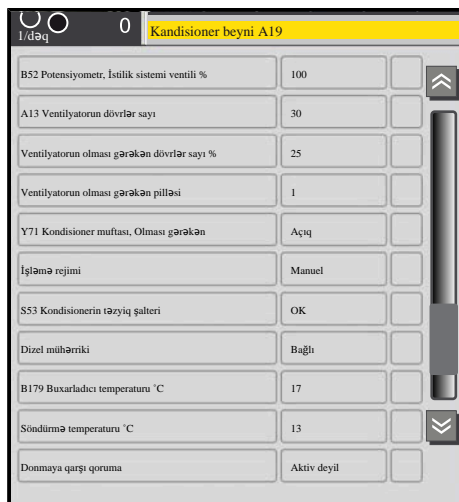 1/dəq
0
Kandisioner beyni A19
B52 Potensiyometr, İstilik sistemi ventili % 100
A13 Ventilyatorun dövrlər sayı 30
Ventilyatorun olması gərəkən dövrlər sayı % 25
Ventilyatorun olması gərəkən pilləsi 1
Y71 Kondisioner muftası, Olması gərəkən Açıq
İşləmə rejimi Manuel
S53 Kondisionerin təzyiq şalteri OK
Dizel mühərriki Bağlı
B179 Buxarladıcı temperaturu ˚C 17
Söndürmə temperaturu ˚C 13
Donmaya qarşı qoruma Aktiv deyil